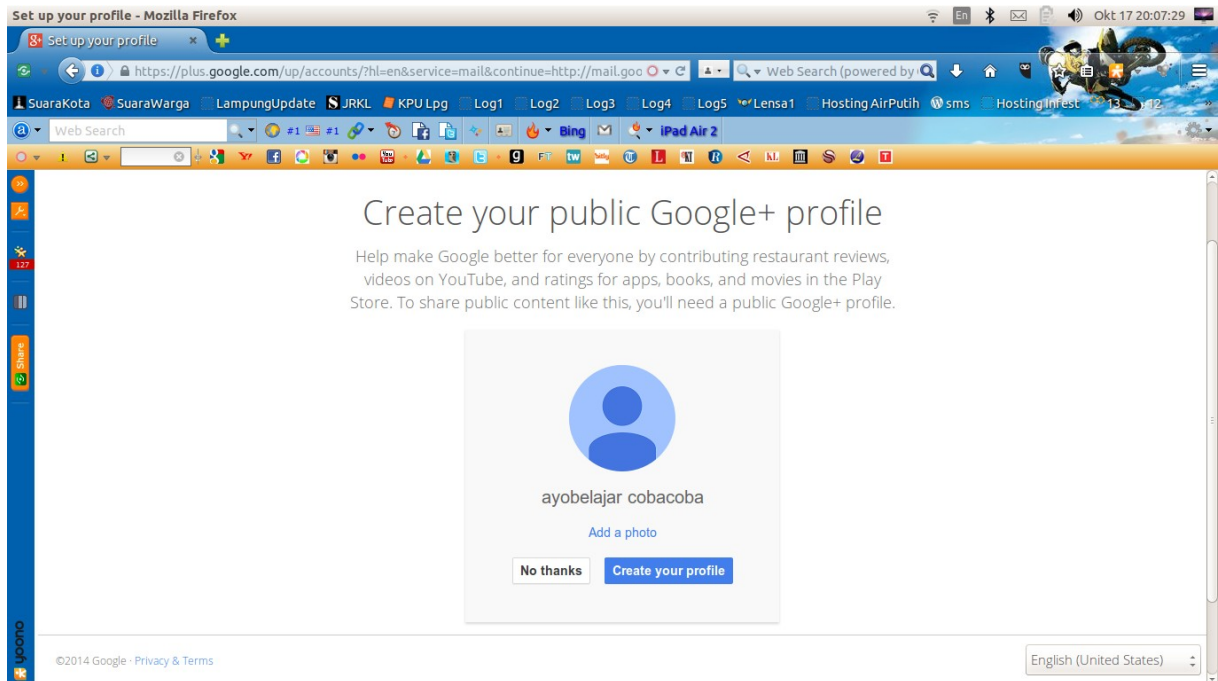 Set up your profile - Mozilla Firefox
En
Okt 17 20:07:29
Set up your profile
https://plus.google.com/up/accounts/?hl=en&service=mail&continue=http://mail.goo
Web Search (powered by
SuaraKota SuaraWarga LampungUpdate JRKL KPU Lpg Log1 Log2 Log3 Log4 Log5 Lensa1 Hosting AirPutih sms Hosting Infest 13 12
Web Search #1 #1 Bing iPad Air 2
127
Share
Create your public Google+ profile
Help make Google better for everyone by contributing restaurant reviews,
videos on YouTube, and ratings for apps, books, and movies in the Play
Store. To share public content like this, you'll need a public Google+ profile.
ayobelajar cobacoba
Add a photo
No thanks Create your profile
yoono
©2014 Google · Privacy & Terms
English (United States)